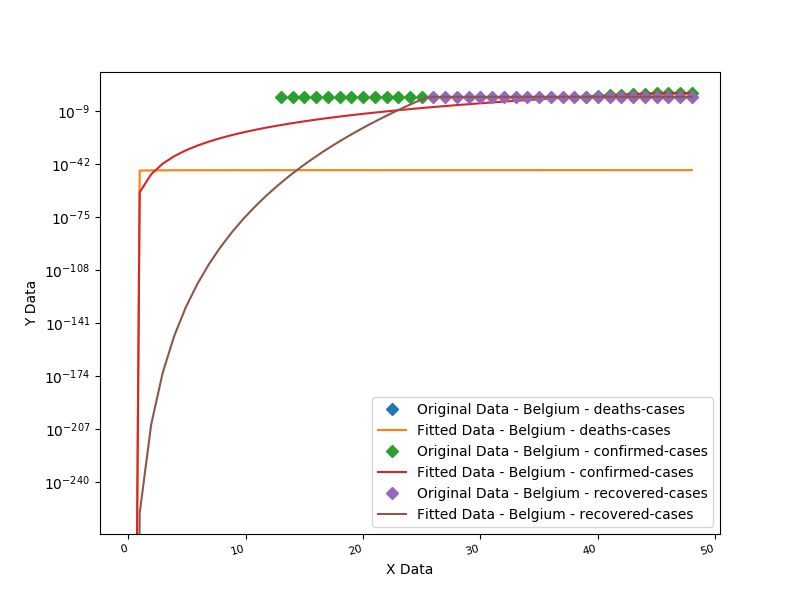 10⁻⁹
10⁻⁴²
10⁻⁷⁵
10⁻¹⁰⁸
10⁻¹⁴¹
10⁻¹⁷⁴
10⁻²⁰⁷
10⁻²⁴⁰
Y Data
Original Data - Belgium - deaths-cases
Fitted Data - Belgium - deaths-cases
Original Data - Belgium - confirmed-cases
Fitted Data - Belgium - confirmed-cases
Original Data - Belgium - recovered-cases
Fitted Data - Belgium - recovered-cases
0 10 20 30 40 50
X Data